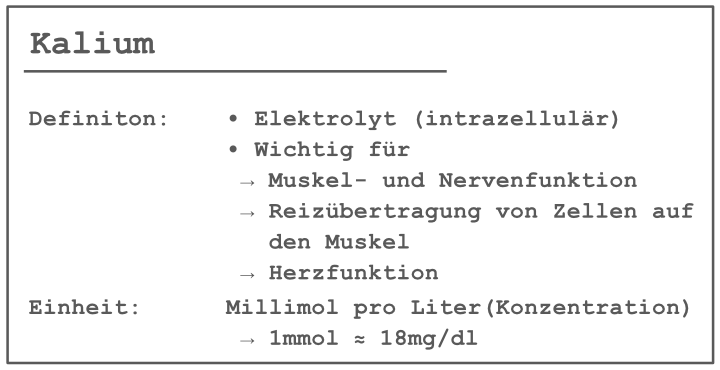 Kalium
Definiton: • Elektrolyt (intrazellulär)
• Wichtig für
→ Muskel- und Nervenfunktion
→ Reizübertragung von Zellen auf
den Muskel
→ Herzfunktion
Einheit: Millimol pro Liter(Konzentration)
→ 1mmol ≈ 18mg/dl